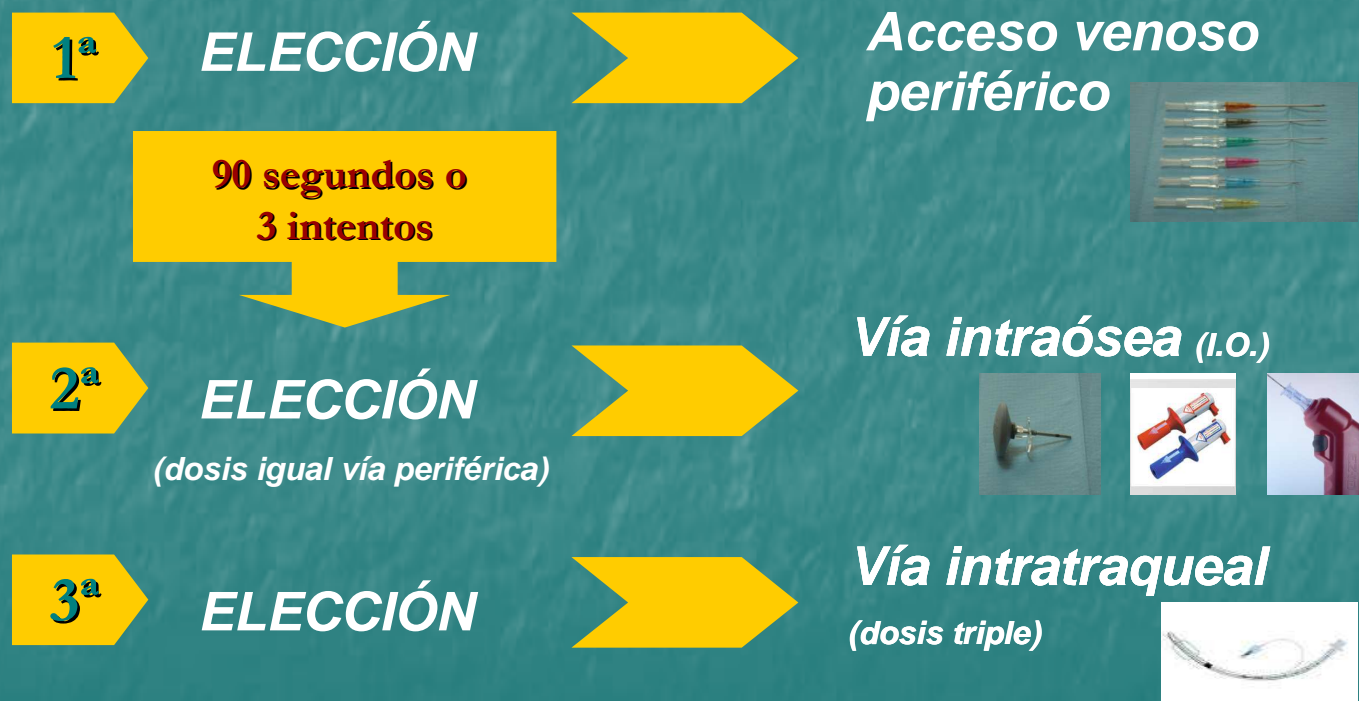 1ª
ELECCIÓN
Acceso venoso
periférico
90 segundos o
3 intentos
2ª
ELECCIÓN
(dosis igual vía periférica)
Vía intraósea (I.O.)
3ª
ELECCIÓN
Vía intratraqueal
(dosis triple)